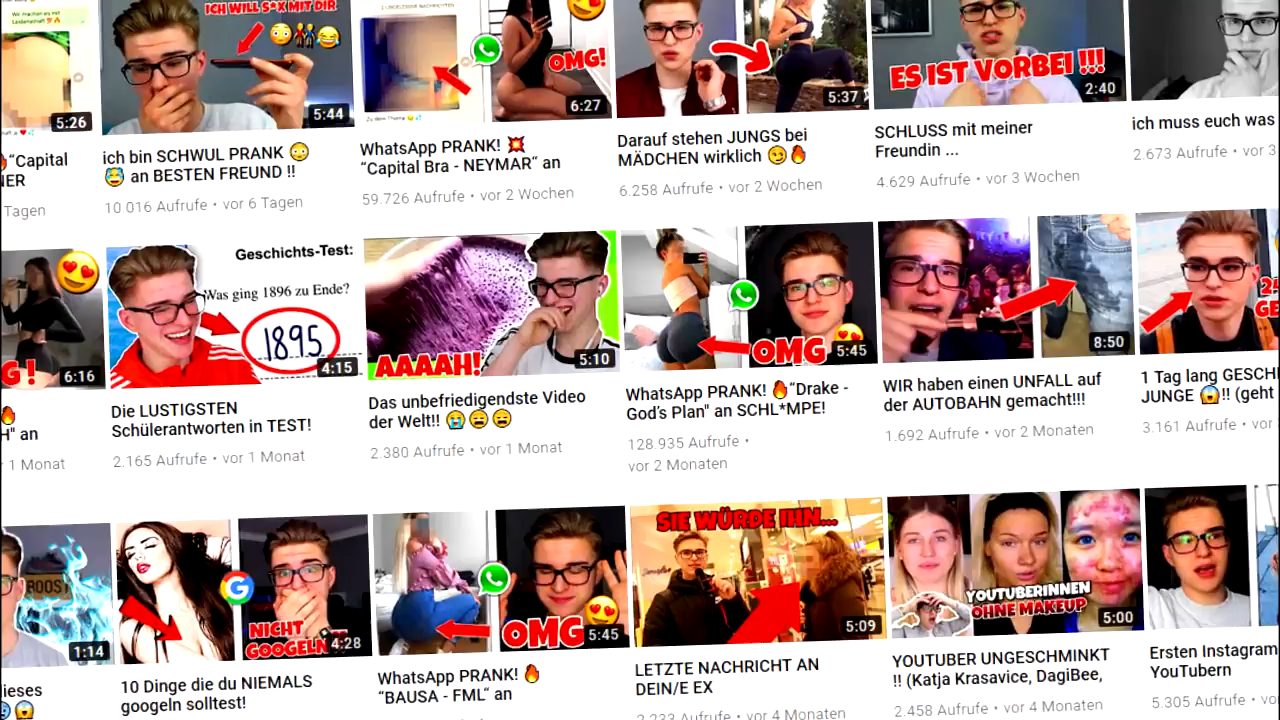 ICH WILL S*X MIT DIR
OMG!
ES IST VORBEI !!!
5:26
5:44
6:27
5:37
2:40
"Capital
NER
Tagen
ich bin SCHWUL PRANK 😳
😂 an BESTEN FREUND !!
10.016 Aufrufe • vor 6 Tagen
WhatsApp PRANK! 💥
"Capital Bra - NEYMAR" an
59.726 Aufrufe • vor 2 Wochen
Darauf stehen JUNGS bei
MÄDCHEN wirklich 😏🔥
6.258 Aufrufe • vor 2 Wochen
SCHLUSS mit meiner
Freundin ...
4.629 Aufrufe • vor 3 Wochen
ich muss euch was
2.673 Aufrufe • vor 3
G!
6:16
Geschichts-Test:
Was ging 1896 zu Ende?
1895
4:15
AAAAH!
5:10
OMG
5:45
8:50
H" an
1 Monat
Die LUSTIGSTEN
Schülerantworten in TEST!
2.165 Aufrufe • vor 1 Monat
Das unbefriedigendste Video
der Welt!! 😭😩😩
2.380 Aufrufe • vor 1 Monat
WhatsApp PRANK! 🔥"Drake -
God's Plan" an SCHL*MPE!
128.935 Aufrufe •
vor 2 Monaten
WIR haben einen UNFALL auf
der AUTOBAHN gemacht!!!
1.692 Aufrufe • vor 2 Monaten
1 Tag lang GESCHI
JUNGE 😱!! (geht
3.161 Aufrufe • vor
ROOST
1:14
G
NICHT
GOOGELN
4:28
OMG
5:45
SIE WÜRDE IHN...
5:09
YOUTUBERINNEN
OHNE MAKEUP
5:00
dieses
10 Dinge die du NIEMALS
googeln solltest!
WhatsApp PRANK! 🔥
"BAUSA - FML" an
LETZTE NACHRICHT AN
DEIN/E EX
2.233 Aufrufe • vor 4 Monaten
YOUTUBER UNGESCHMINKT
!! (Katja Krasavice, DagiBee,
2.458 Aufrufe • vor 4 Monaten
Ersten Instagram
YouTubern
5.305 Aufrufe • vor